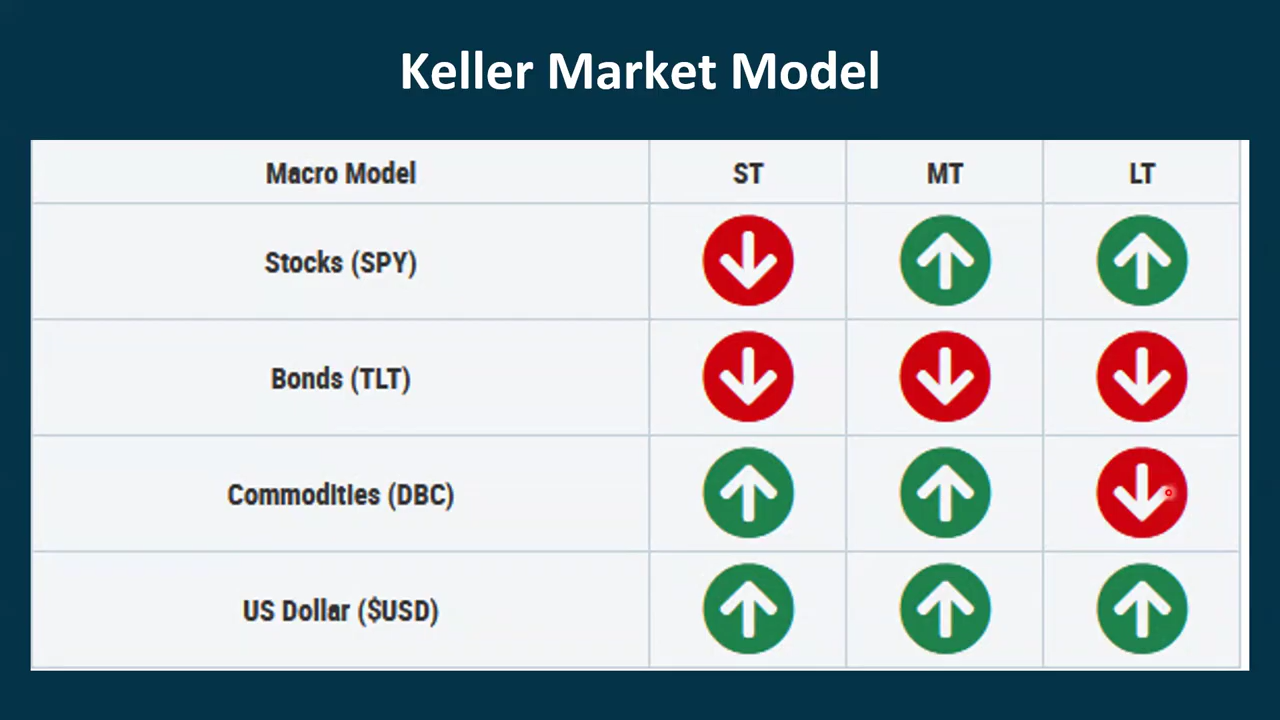 Keller Market Model
Macro Model ST MT LT
Stocks (SPY)
Bonds (TLT)
Commodities (DBC)
US Dollar ($USD)